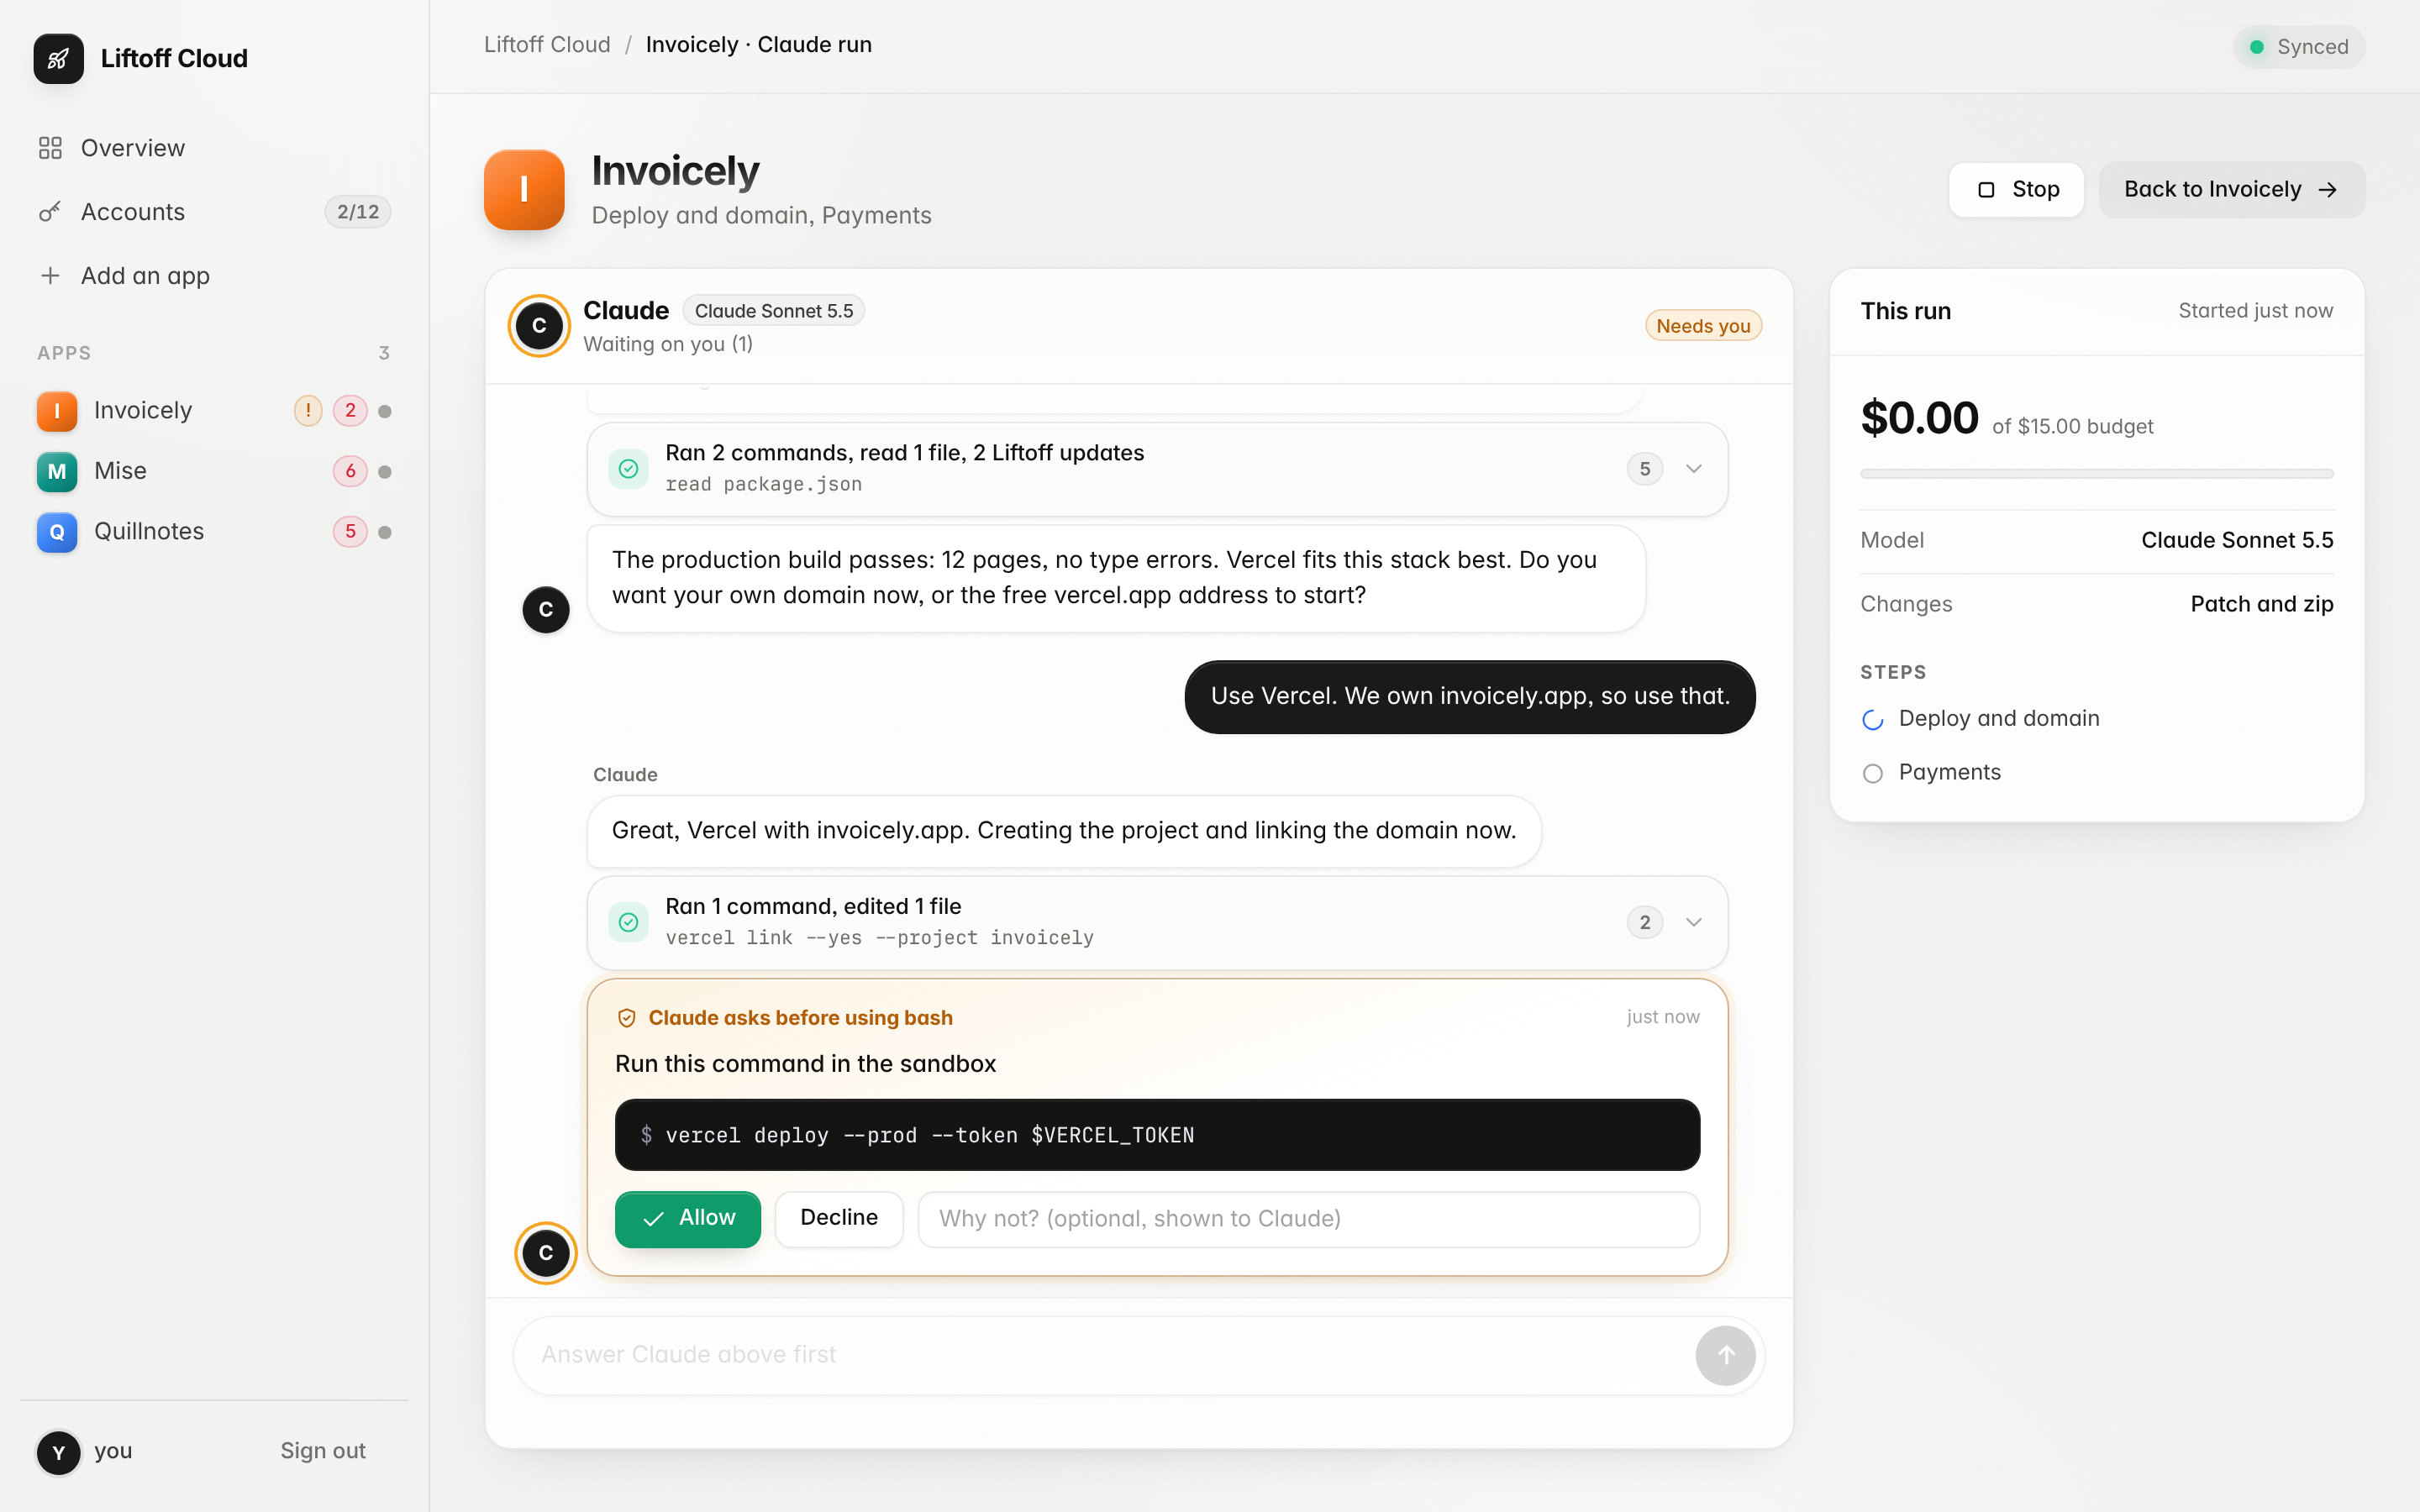 Liftoff Cloud
Overview
Accounts
2/12
Add an app
APPS
3
I
Invoicely
!
2
M
Mise
6
Q
Quillnotes
5
Y
you
Sign out
Liftoff Cloud / Invoicely · Claude run
Synced
I
Invoicely
Deploy and domain, Payments
Stop
Back to Invoicely
C
Claude
Claude Sonnet 5.5
Waiting on you (1)
Needs you
Ran 2 commands, read 1 file, 2 Liftoff updates
read package.json
5
The production build passes: 12 pages, no type errors. Vercel fits this stack best. Do you
want your own domain now, or the free vercel.app address to start?
C
Use Vercel. We own invoicely.app, so use that.
Claude
Great, Vercel with invoicely.app. Creating the project and linking the domain now.
Ran 1 command, edited 1 file
vercel link --yes --project invoicely
2
Claude asks before using bash
just now
Run this command in the sandbox
$ vercel deploy --prod --token $VERCEL_TOKEN
Allow
Decline
Why not? (optional, shown to Claude)
C
Answer Claude above first
This run
Started just now
$0.00 of $15.00 budget
Model
Claude Sonnet 5.5
Changes
Patch and zip
STEPS
Deploy and domain
Payments